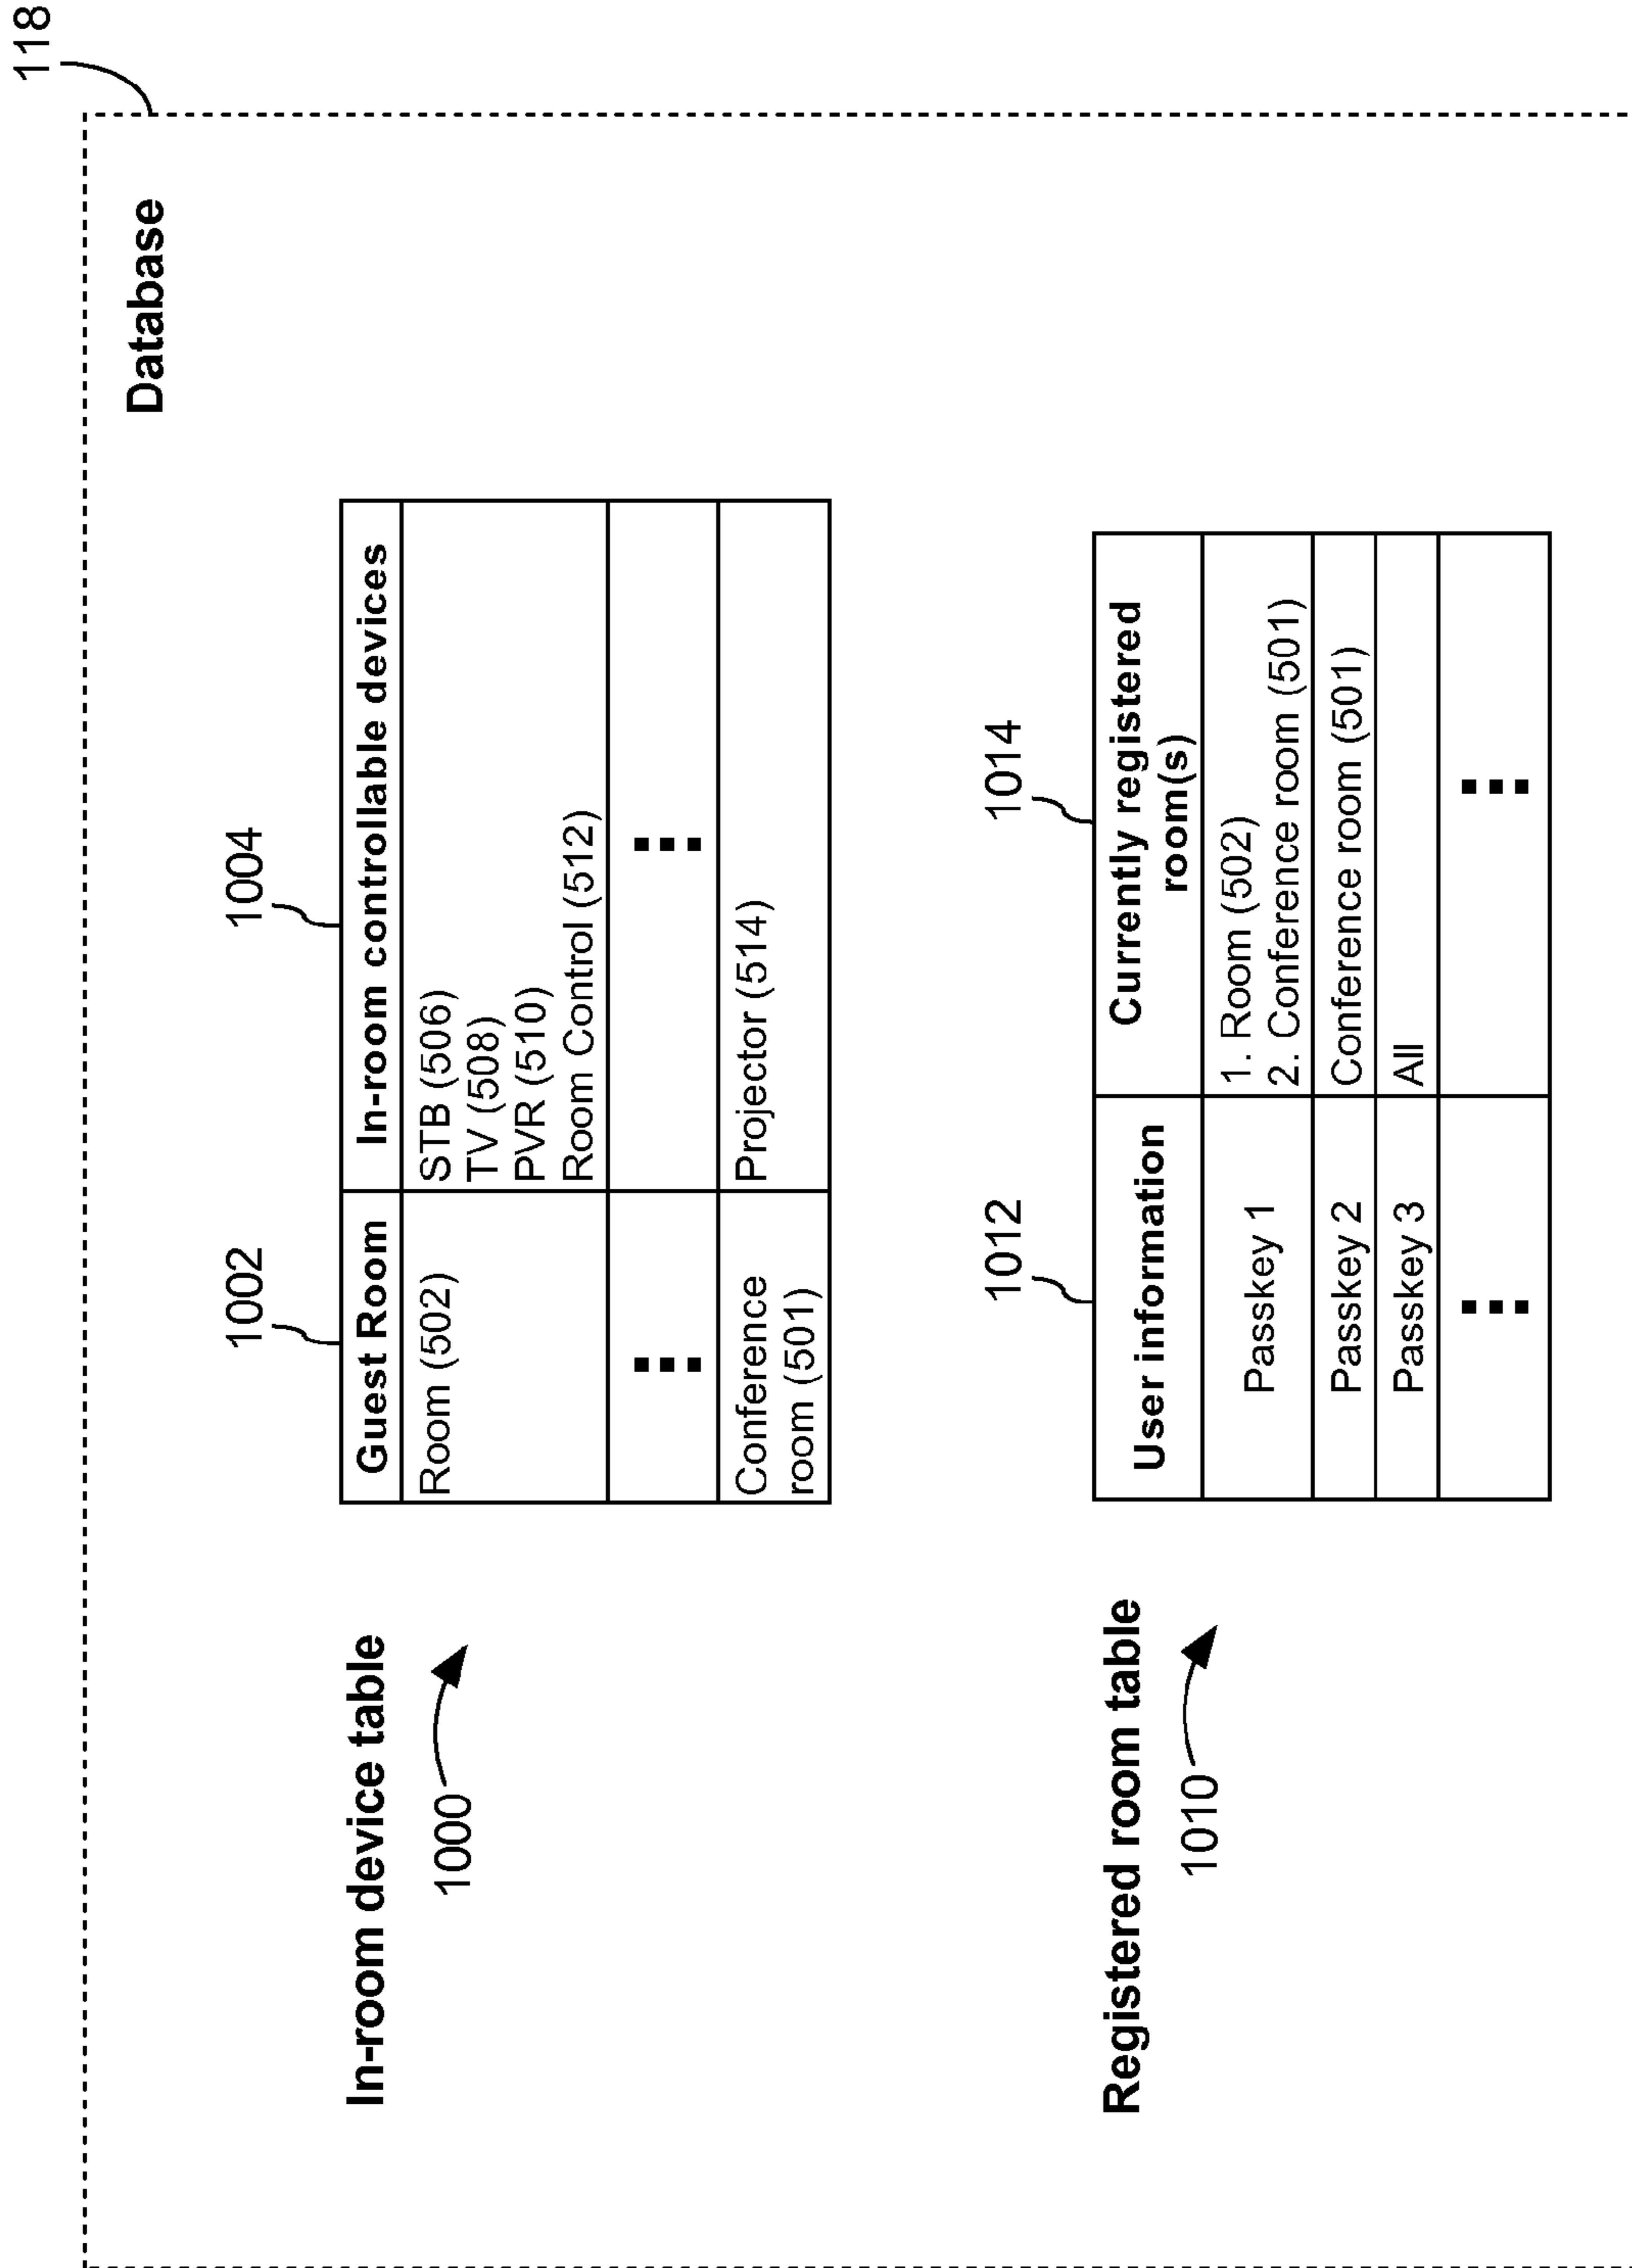 118
Database
1002
1004
In-room device table
1000
Guest Room
In-room controllable devices
Room (502)
STB (506)
TV (508)
PVR (510)
Room Control (512)
Conference
room (501)
Projector (514)
1012
1014
Registered room table
1010
User information
Currently registered
room(s)
Passkey 1
1. Room (502)
2. Conference room (501)
Passkey 2
Conference room (501)
Passkey 3
All